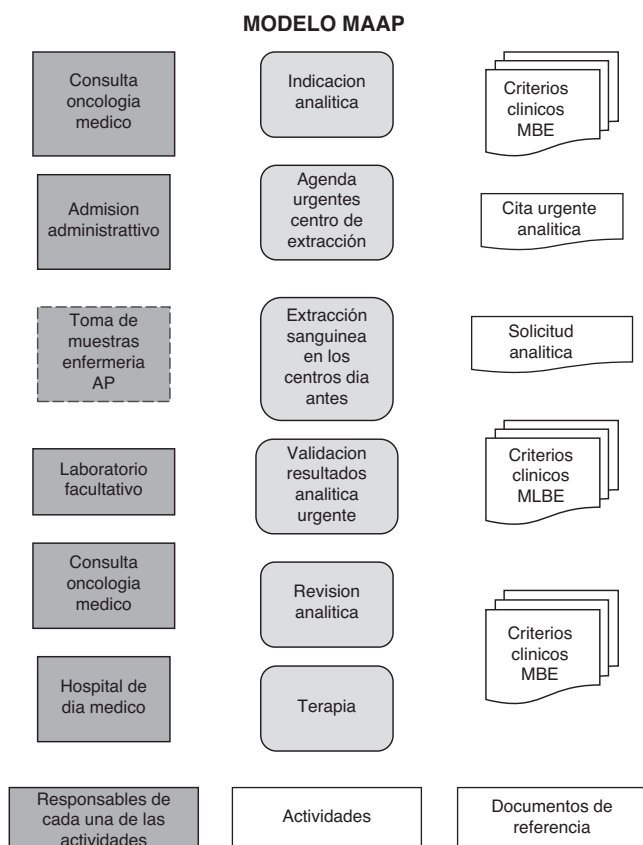 MODELO MAAP
Consulta
oncologia
medico
Indicacion
analitica
Criterios
clinicos
MBE
Admision
administrattivo
Agenda
urgentes
centro de
extracción
Cita urgente
analitica
Toma de
muestras
enfermeria
AP
Extracción
sanguinea
en los
centros dia
antes
Solicitud
analitica
Laboratorio
facultativo
Validacion
resultados
analitica
urgente
Criterios
clinicos
MLBE
Consulta
oncologia
medico
Revision
analitica
Criterios
clinicos
MBE
Hospital de
dia medico
Terapia
Responsables de
cada una de las
actividades
Actividades
Documentos de
referencia